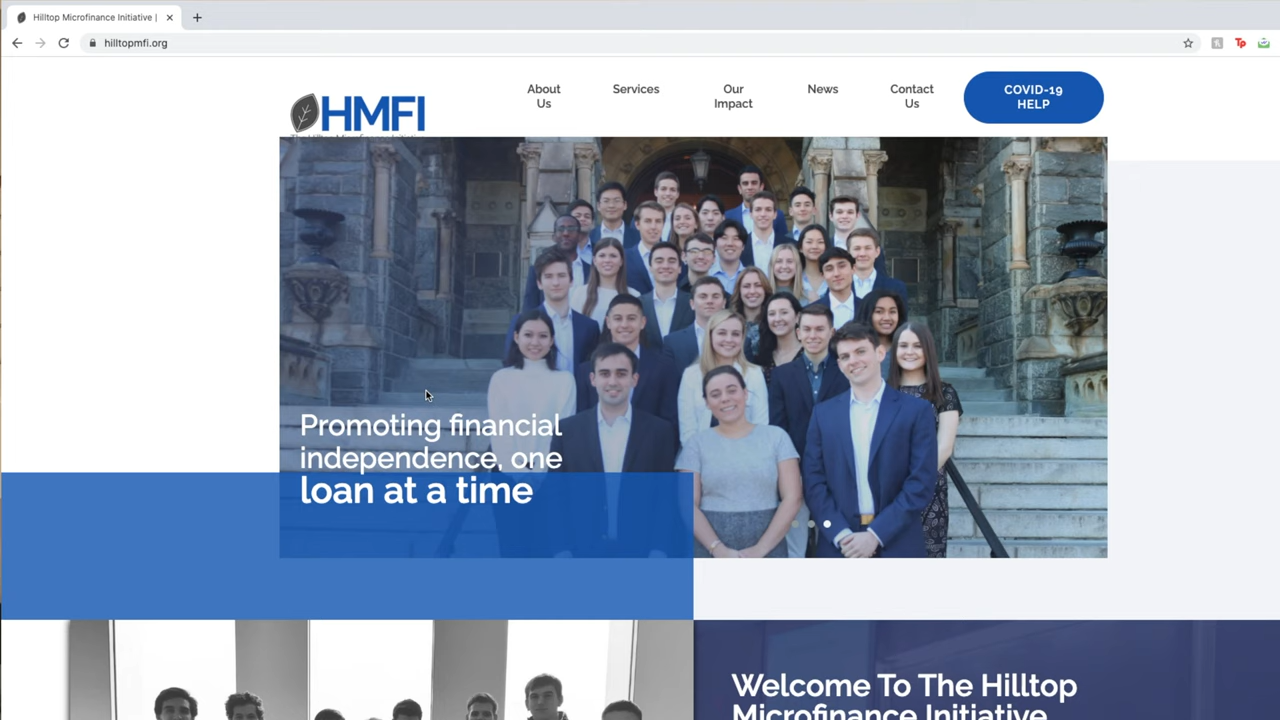 Hilltop Microfinance Initiative |
hilltopmfi.org
HMFI
About
Us
Services
Our
Impact
News
Contact
Us
COVID-19
HELP
Promoting financial
independence, one
loan at a time
Welcome To The Hilltop
Microfinance Initiative